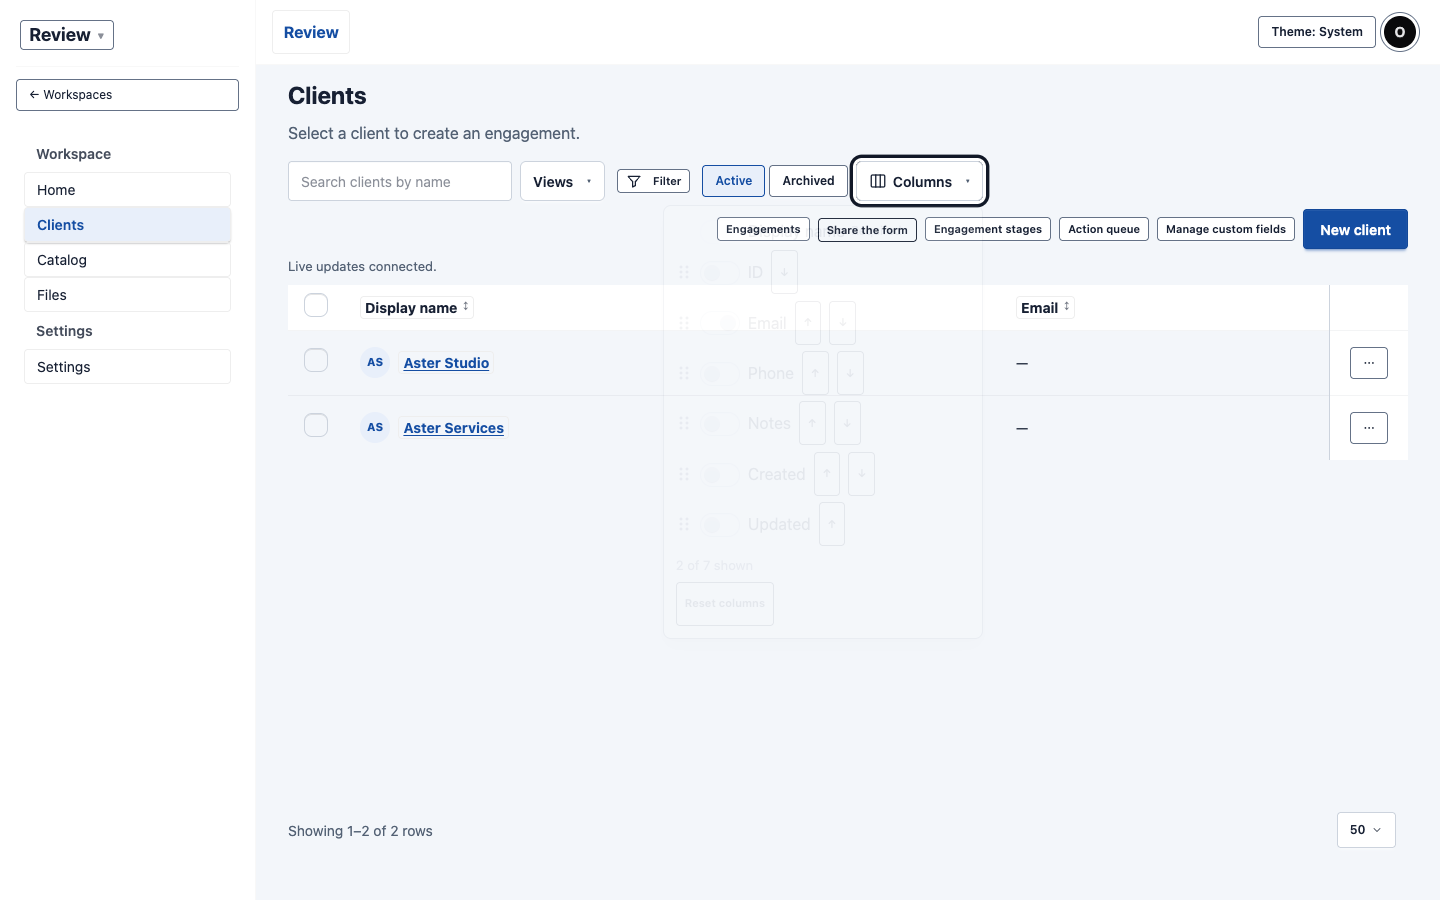 Review ▾
Review
Theme: System
O
← Workspaces
Clients
Select a client to create an engagement.
Workspace
Home
Clients
Catalog
Files
Settings
Settings
Search clients by name
Views
Filter
Active
Archived
Columns
Engagements
Share the form
Engagement stages
Action queue
Manage custom fields
New client
Live updates connected.
ID ↓
Display name ↕
Email ↕
Email ↑ ↓
AS Aster Studio — ...
Phone ↑ ↓
Notes ↑ ↓
AS Aster Services — ...
Created ↑ ↓
Updated ↑
2 of 7 shown
Reset columns
Showing 1–2 of 2 rows
50